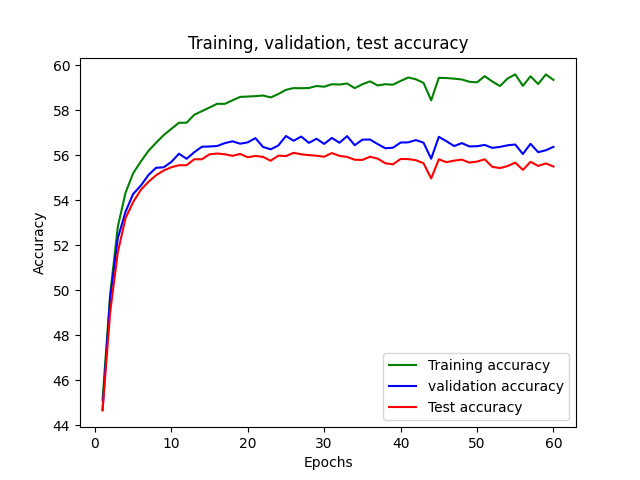 Training, validation, test accuracy
60
58
56
54
52
50
48
46
44
Accuracy
0
10
20
30
40
50
60
Epochs
Training accuracy
validation accuracy
Test accuracy